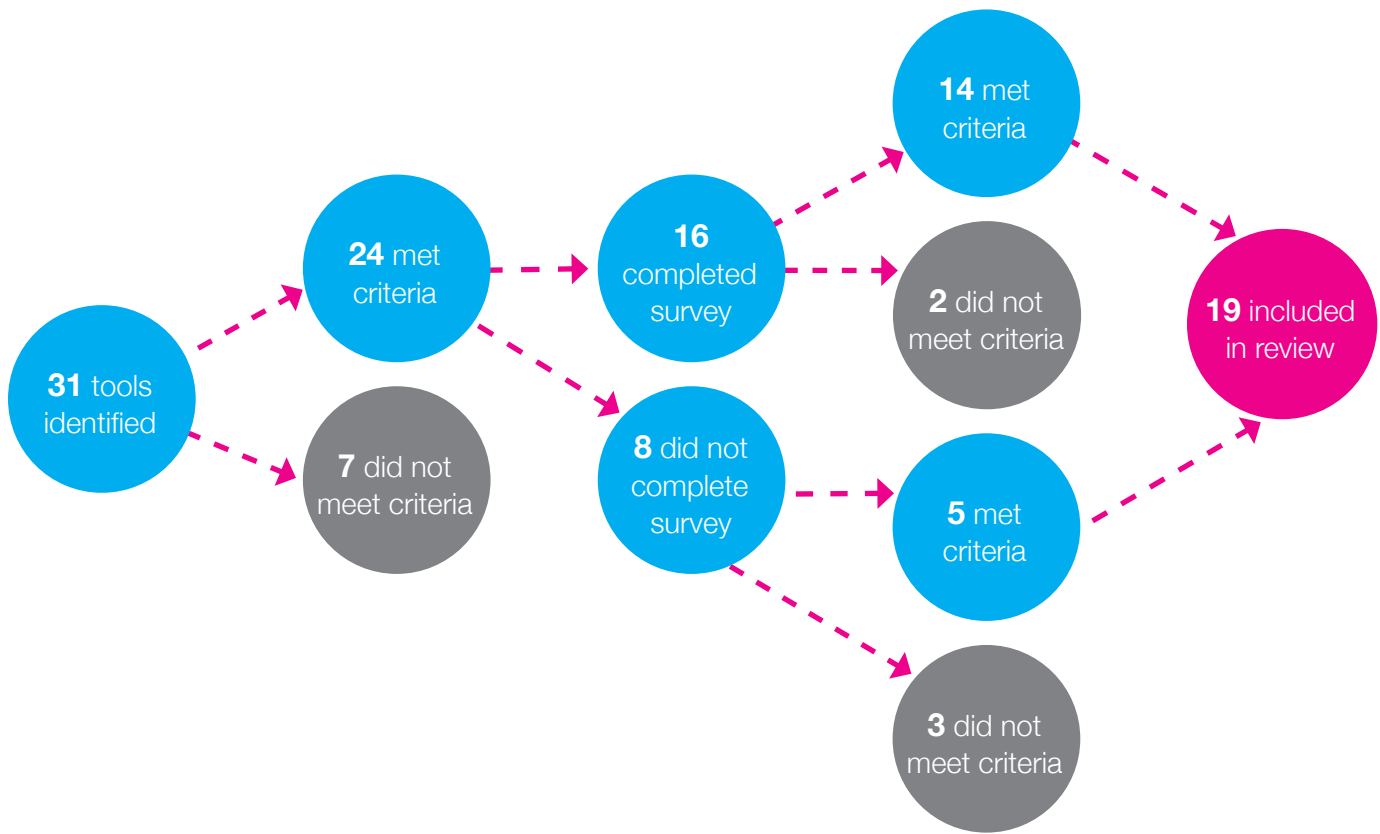 31 tools
identified
24 met
criteria
7 did not
meet criteria
16
completed
survey
8 did not
complete
survey
14 met
criteria
2 did not
meet criteria
5 met
criteria
3 did not
meet criteria
19 included
in review